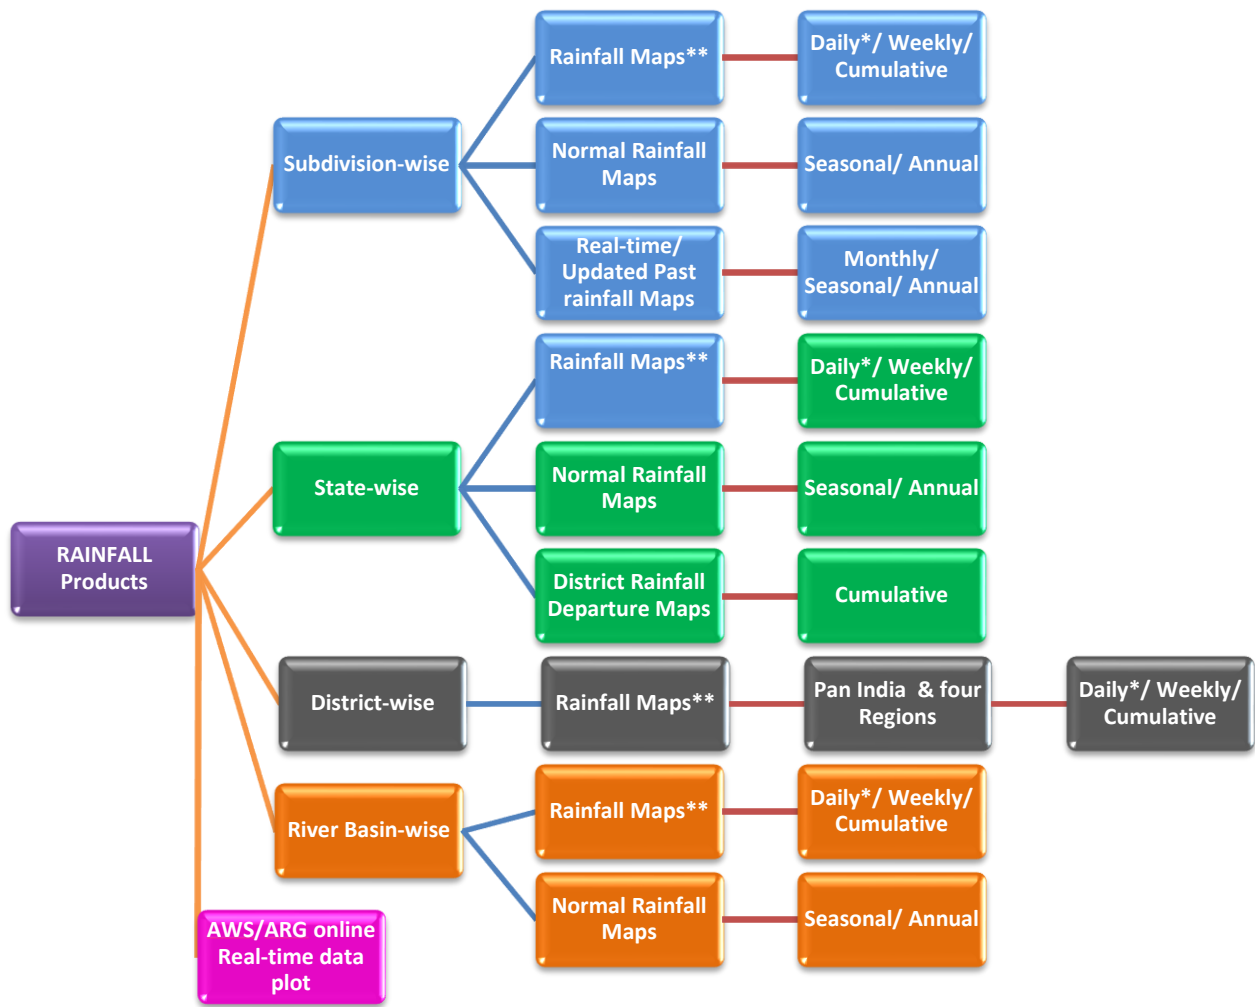 Rainfall Maps**
Daily*/ Weekly/
Cumulative
Subdivision-wise
Normal Rainfall
Maps
Seasonal/ Annual
Real-time/
Updated Past
rainfall Maps
Monthly/
Seasonal/ Annual
Rainfall Maps**
Daily*/ Weekly/
Cumulative
State-wise
Normal Rainfall
Maps
Seasonal/ Annual
RAINFALL
Products
District Rainfall
Departure Maps
Cumulative
District-wise
Rainfall Maps**
Pan India & four
Regions
Daily*/ Weekly/
Cumulative
River Basin-wise
Rainfall Maps**
Daily*/ Weekly/
Cumulative
Normal Rainfall
Maps
Seasonal/ Annual
AWS/ARG online
Real-time data
plot